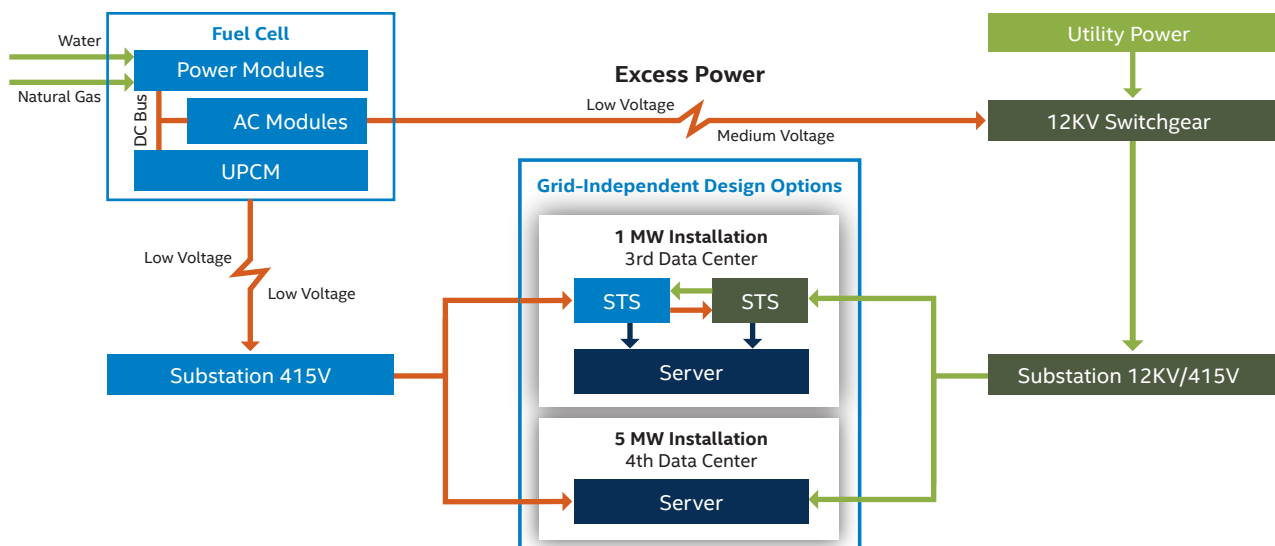 Fuel Cell
Water
Natural Gas
Power Modules
DC Bus
AC Modules
UPCM
Excess Power
Low Voltage
Medium Voltage
Utility Power
12KV Switchgear
Low Voltage
Low Voltage
Grid-Independent Design Options
1 MW Installation
3rd Data Center
STS
STS
Server
Substation 415V
Substation 12KV/415V
5 MW Installation
4th Data Center
Server